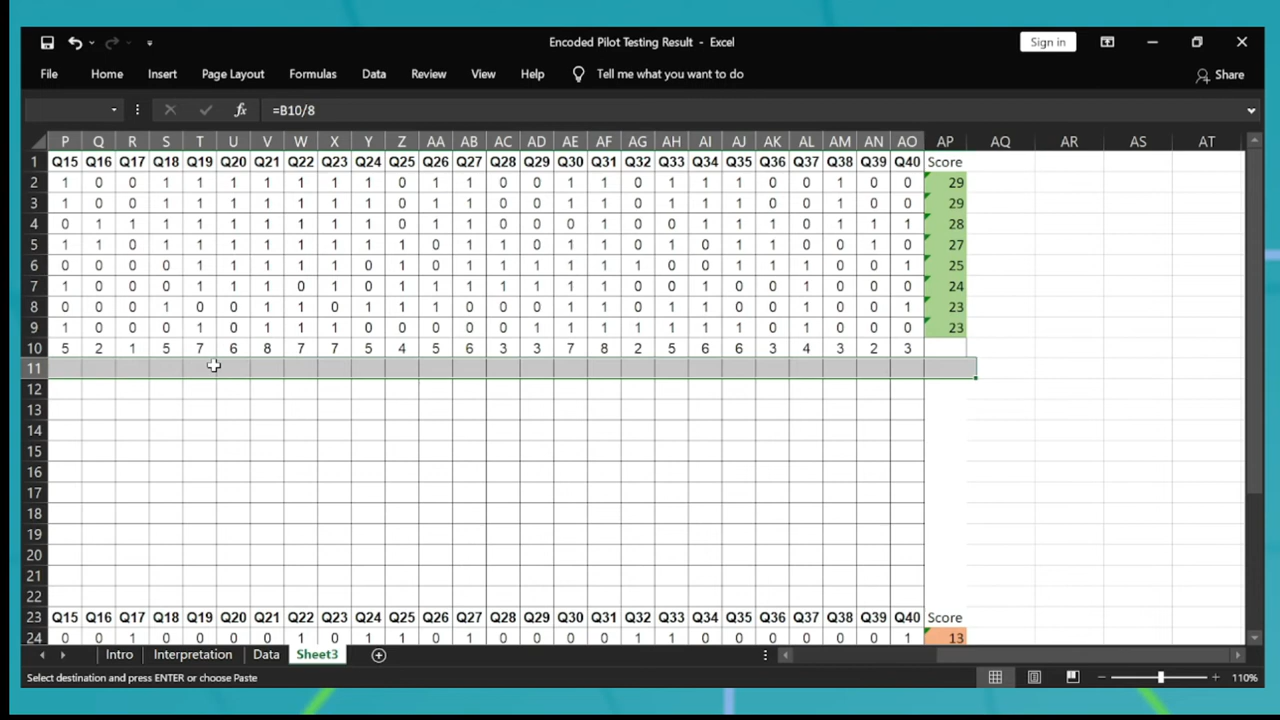 Encoded Pilot Testing Result - Excel
Sign in
File Home Insert Page Layout Formulas Data Review View Help Tell me what you want to do Share
fx =B10/8
P Q R S T U V W X Y Z AA AB AC AD AE AF AG AH AI AJ AK AL AM AN AO AP AQ AR AS AT
1 Q15 Q16 Q17 Q18 Q19 Q20 Q21 Q22 Q23 Q24 Q25 Q26 Q27 Q28 Q29 Q30 Q31 Q32 Q33 Q34 Q35 Q36 Q37 Q38 Q39 Q40 Score
2 1 0 0 1 1 1 1 1 1 1 0 1 1 0 0 1 1 0 1 1 1 0 0 1 0 0 29
3 1 0 0 1 1 1 1 1 1 1 0 1 1 0 0 1 1 0 1 1 1 0 0 1 0 0 29
4 0 1 1 1 1 1 1 1 1 0 0 1 1 1 0 0 1 0 0 1 1 1 0 1 1 1 28
5 1 1 0 1 1 1 1 1 1 1 1 0 1 0 0 1 1 0 1 0 1 1 1 0 1 0 27
6 0 0 0 0 1 1 1 1 1 0 1 0 1 1 1 1 1 1 0 0 1 1 1 0 0 1 25
7 1 0 0 0 1 1 1 0 1 0 1 1 1 1 1 1 1 0 1 1 0 0 1 0 0 0 24
8 0 0 0 1 0 0 1 1 0 1 1 1 0 0 0 1 1 0 1 1 0 0 0 0 0 1 23
9 1 0 0 0 1 0 1 1 1 0 0 0 0 0 1 1 1 1 1 1 1 0 1 0 0 0 23
10 5 2 1 5 7 6 8 7 7 5 4 5 6 3 3 7 8 2 5 6 6 3 4 3 2 3
11
12
13
14
15
16
17
18
19
20
21
22
23 Q15 Q16 Q17 Q18 Q19 Q20 Q21 Q22 Q23 Q24 Q25 Q26 Q27 Q28 Q29 Q30 Q31 Q32 Q33 Q34 Q35 Q36 Q37 Q38 Q39 Q40 Score
24 0 0 1 0 0 0 0 1 0 1 1 0 1 0 0 0 0 1 1 0 0 0 0 0 0 1 13
Intro Interpretation Data Sheet3
Select destination and press ENTER or choose Paste
110%